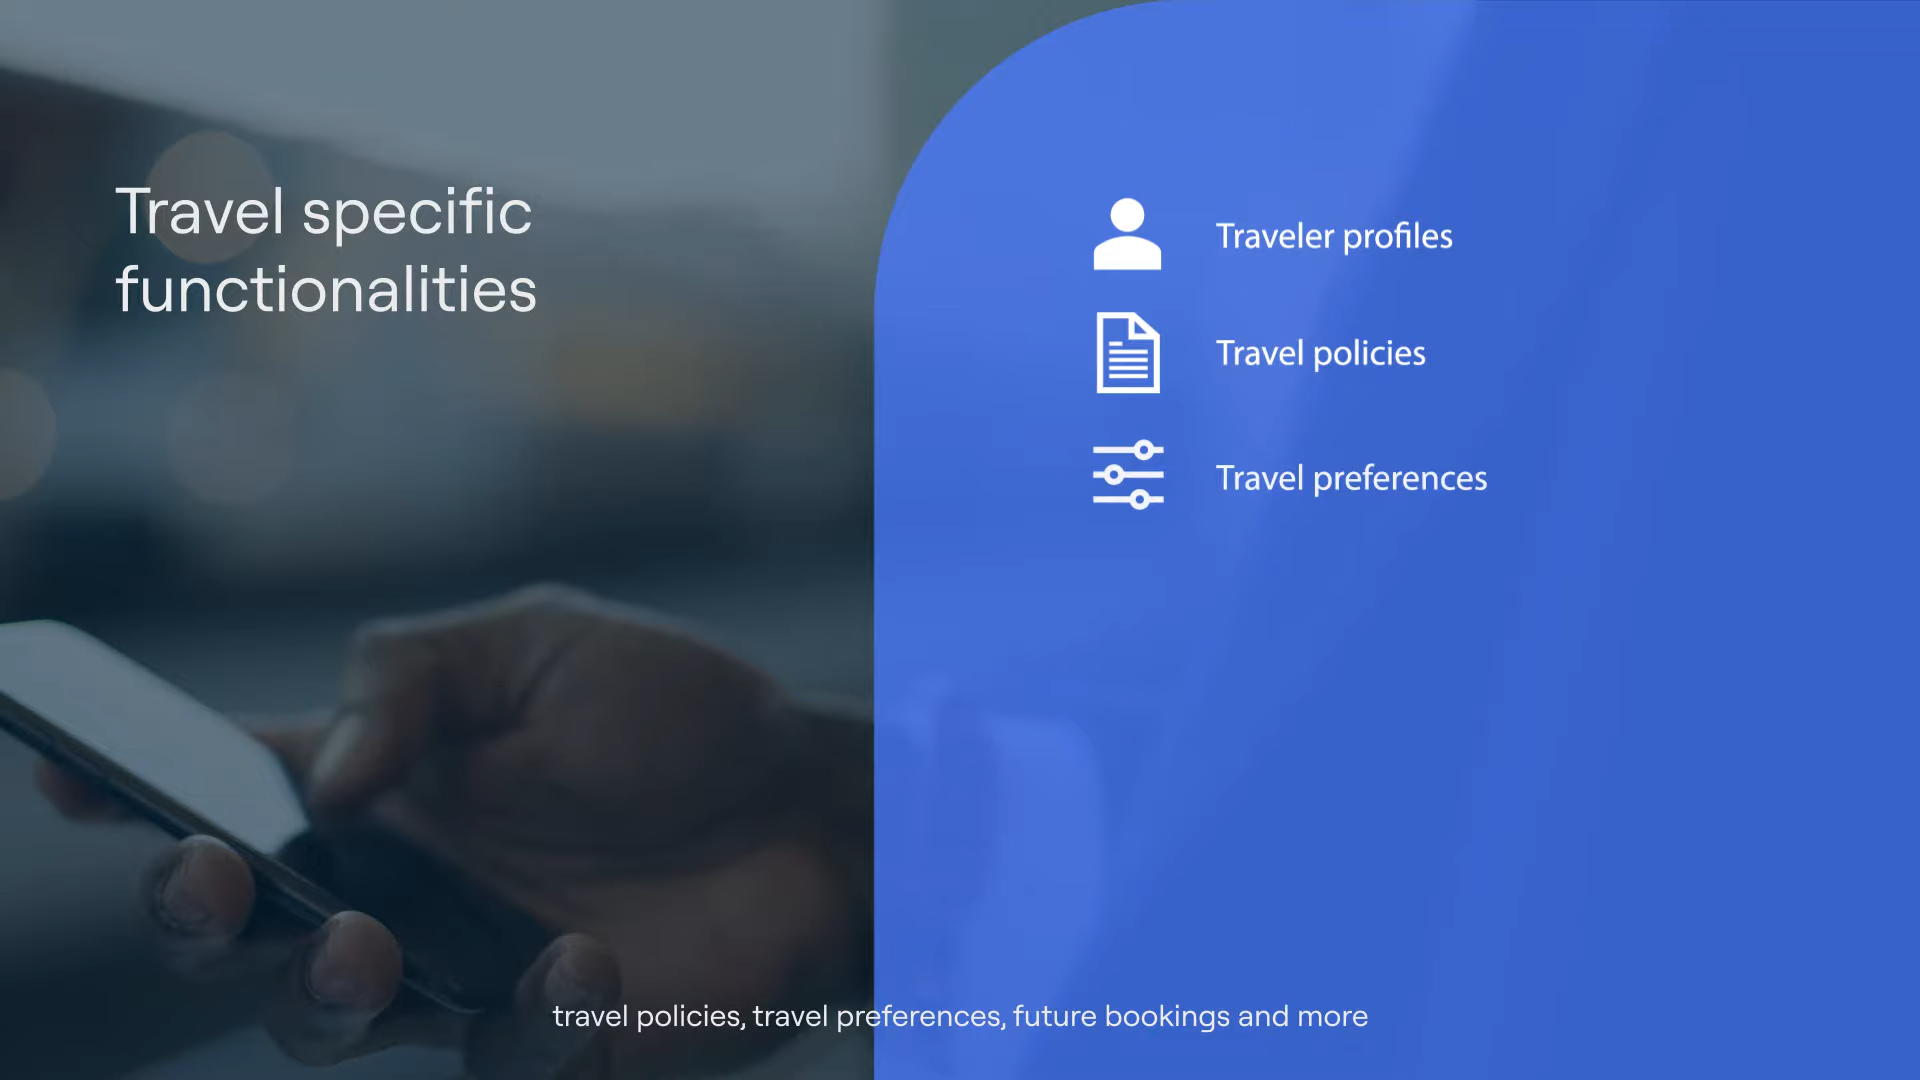 Travel specific
functionalities
Traveler profiles
Travel policies
Travel preferences
travel policies, travel preferences, future bookings and more